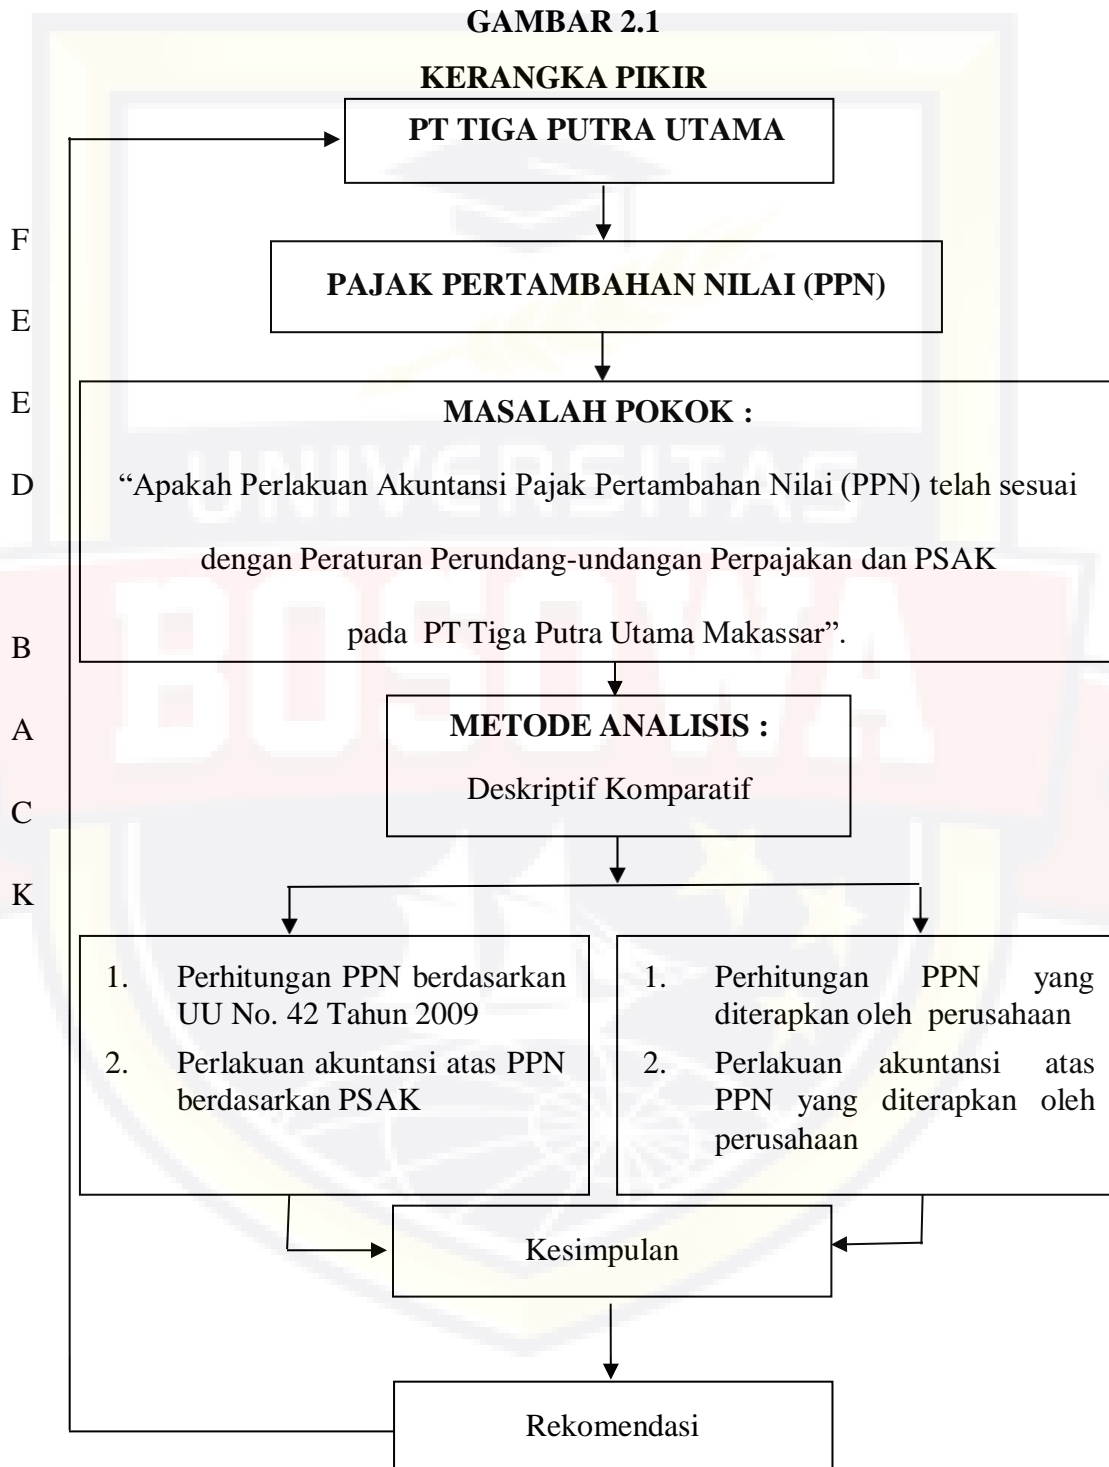 GAMBAR 2.1
KERANGKA PIKIR
PT TIGA PUTRA UTAMA
PAJAK PERTAMBAHAN NILAI (PPN)
MASALAH POKOK :
“Apakah Perlakuan Akuntansi Pajak Pertambahan Nilai (PPN) telah sesuai
dengan Peraturan Perundang-undangan Perpajakan dan PSAK
pada PT Tiga Putra Utama Makassar”.
METODE ANALISIS :
Deskriptif Komparatif
1. Perhitungan PPN berdasarkan
UU No. 42 Tahun 2009
2. Perlakuan akuntansi atas PPN
berdasarkan PSAK
1. Perhitungan PPN yang
diterapkan oleh perusahaan
2. Perlakuan akuntansi atas
PPN yang diterapkan oleh
perusahaan
Kesimpulan
Rekomendasi
F
E
E
D
B
A
C
K
UNIVERSITAS
BOSOWA